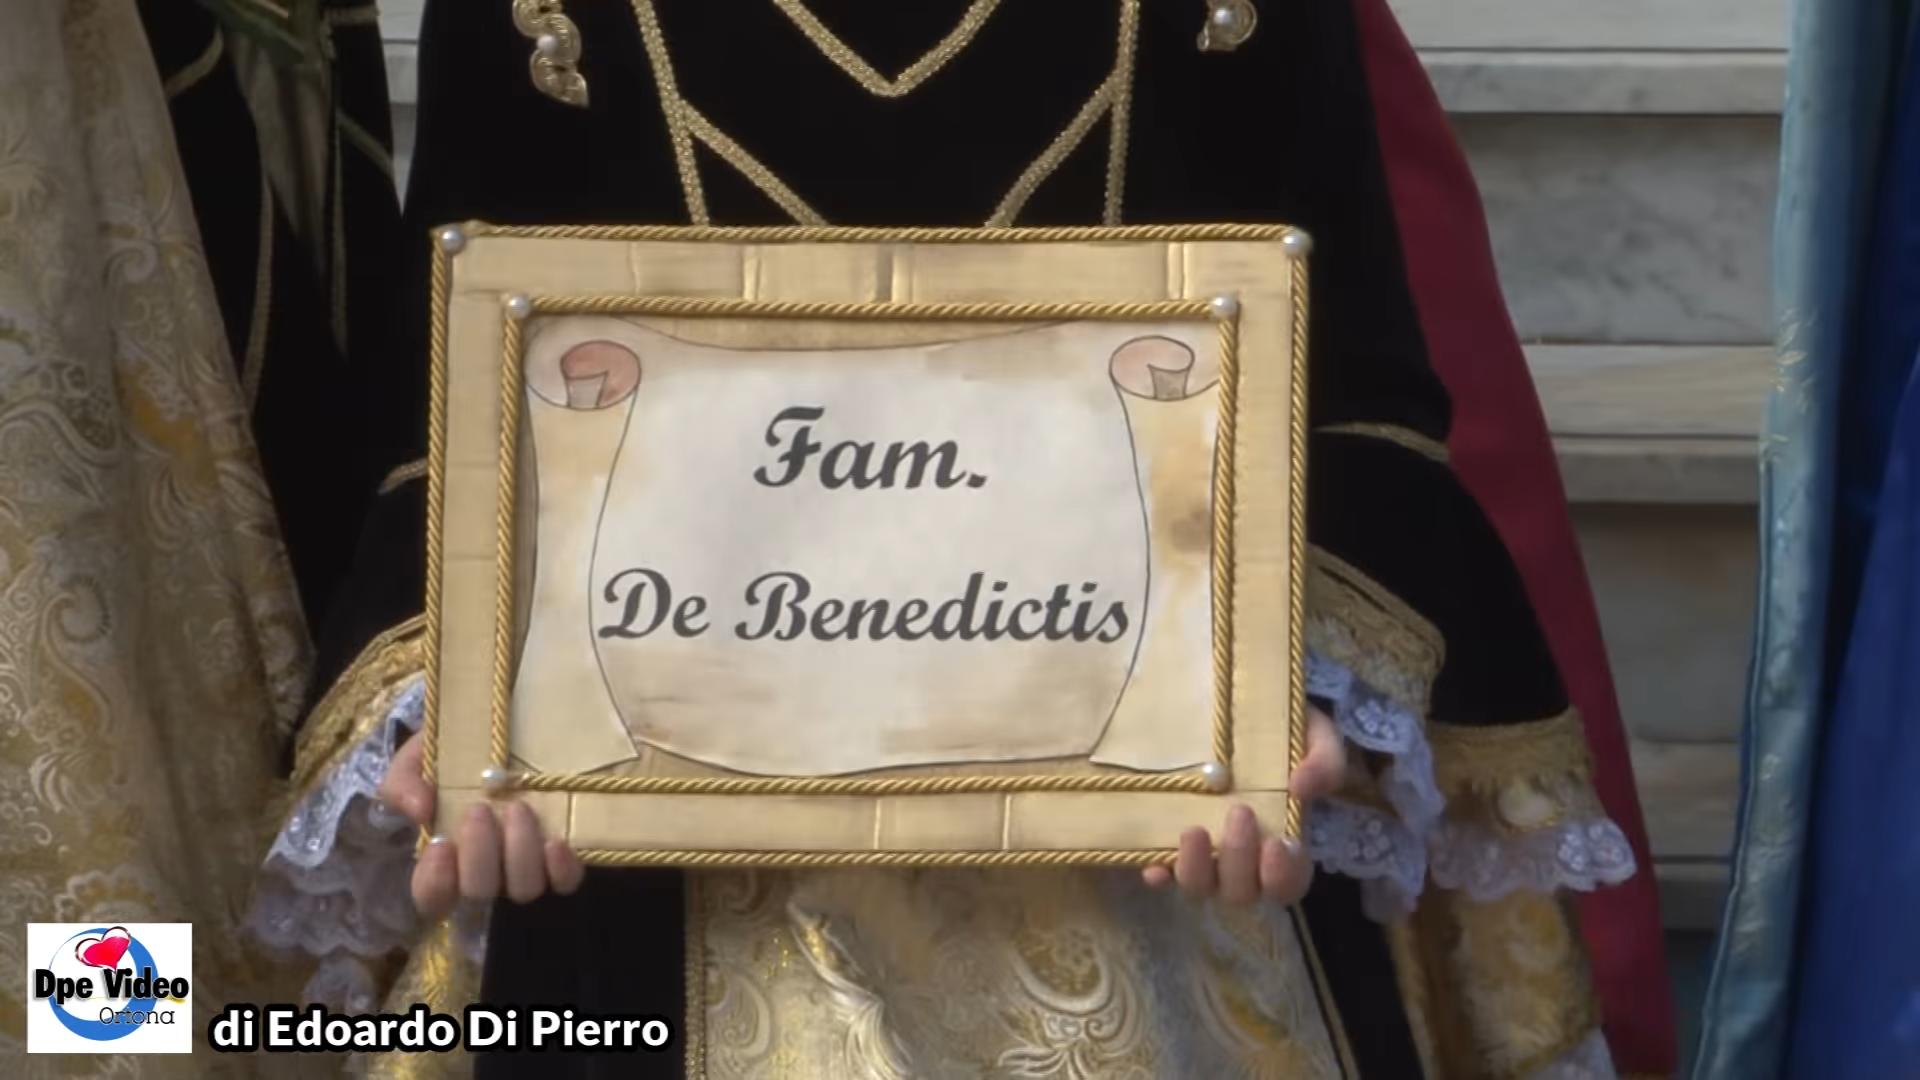 Fam.
De Benedictis
Dpe Video
Ortona
di Edoardo Di Pierro